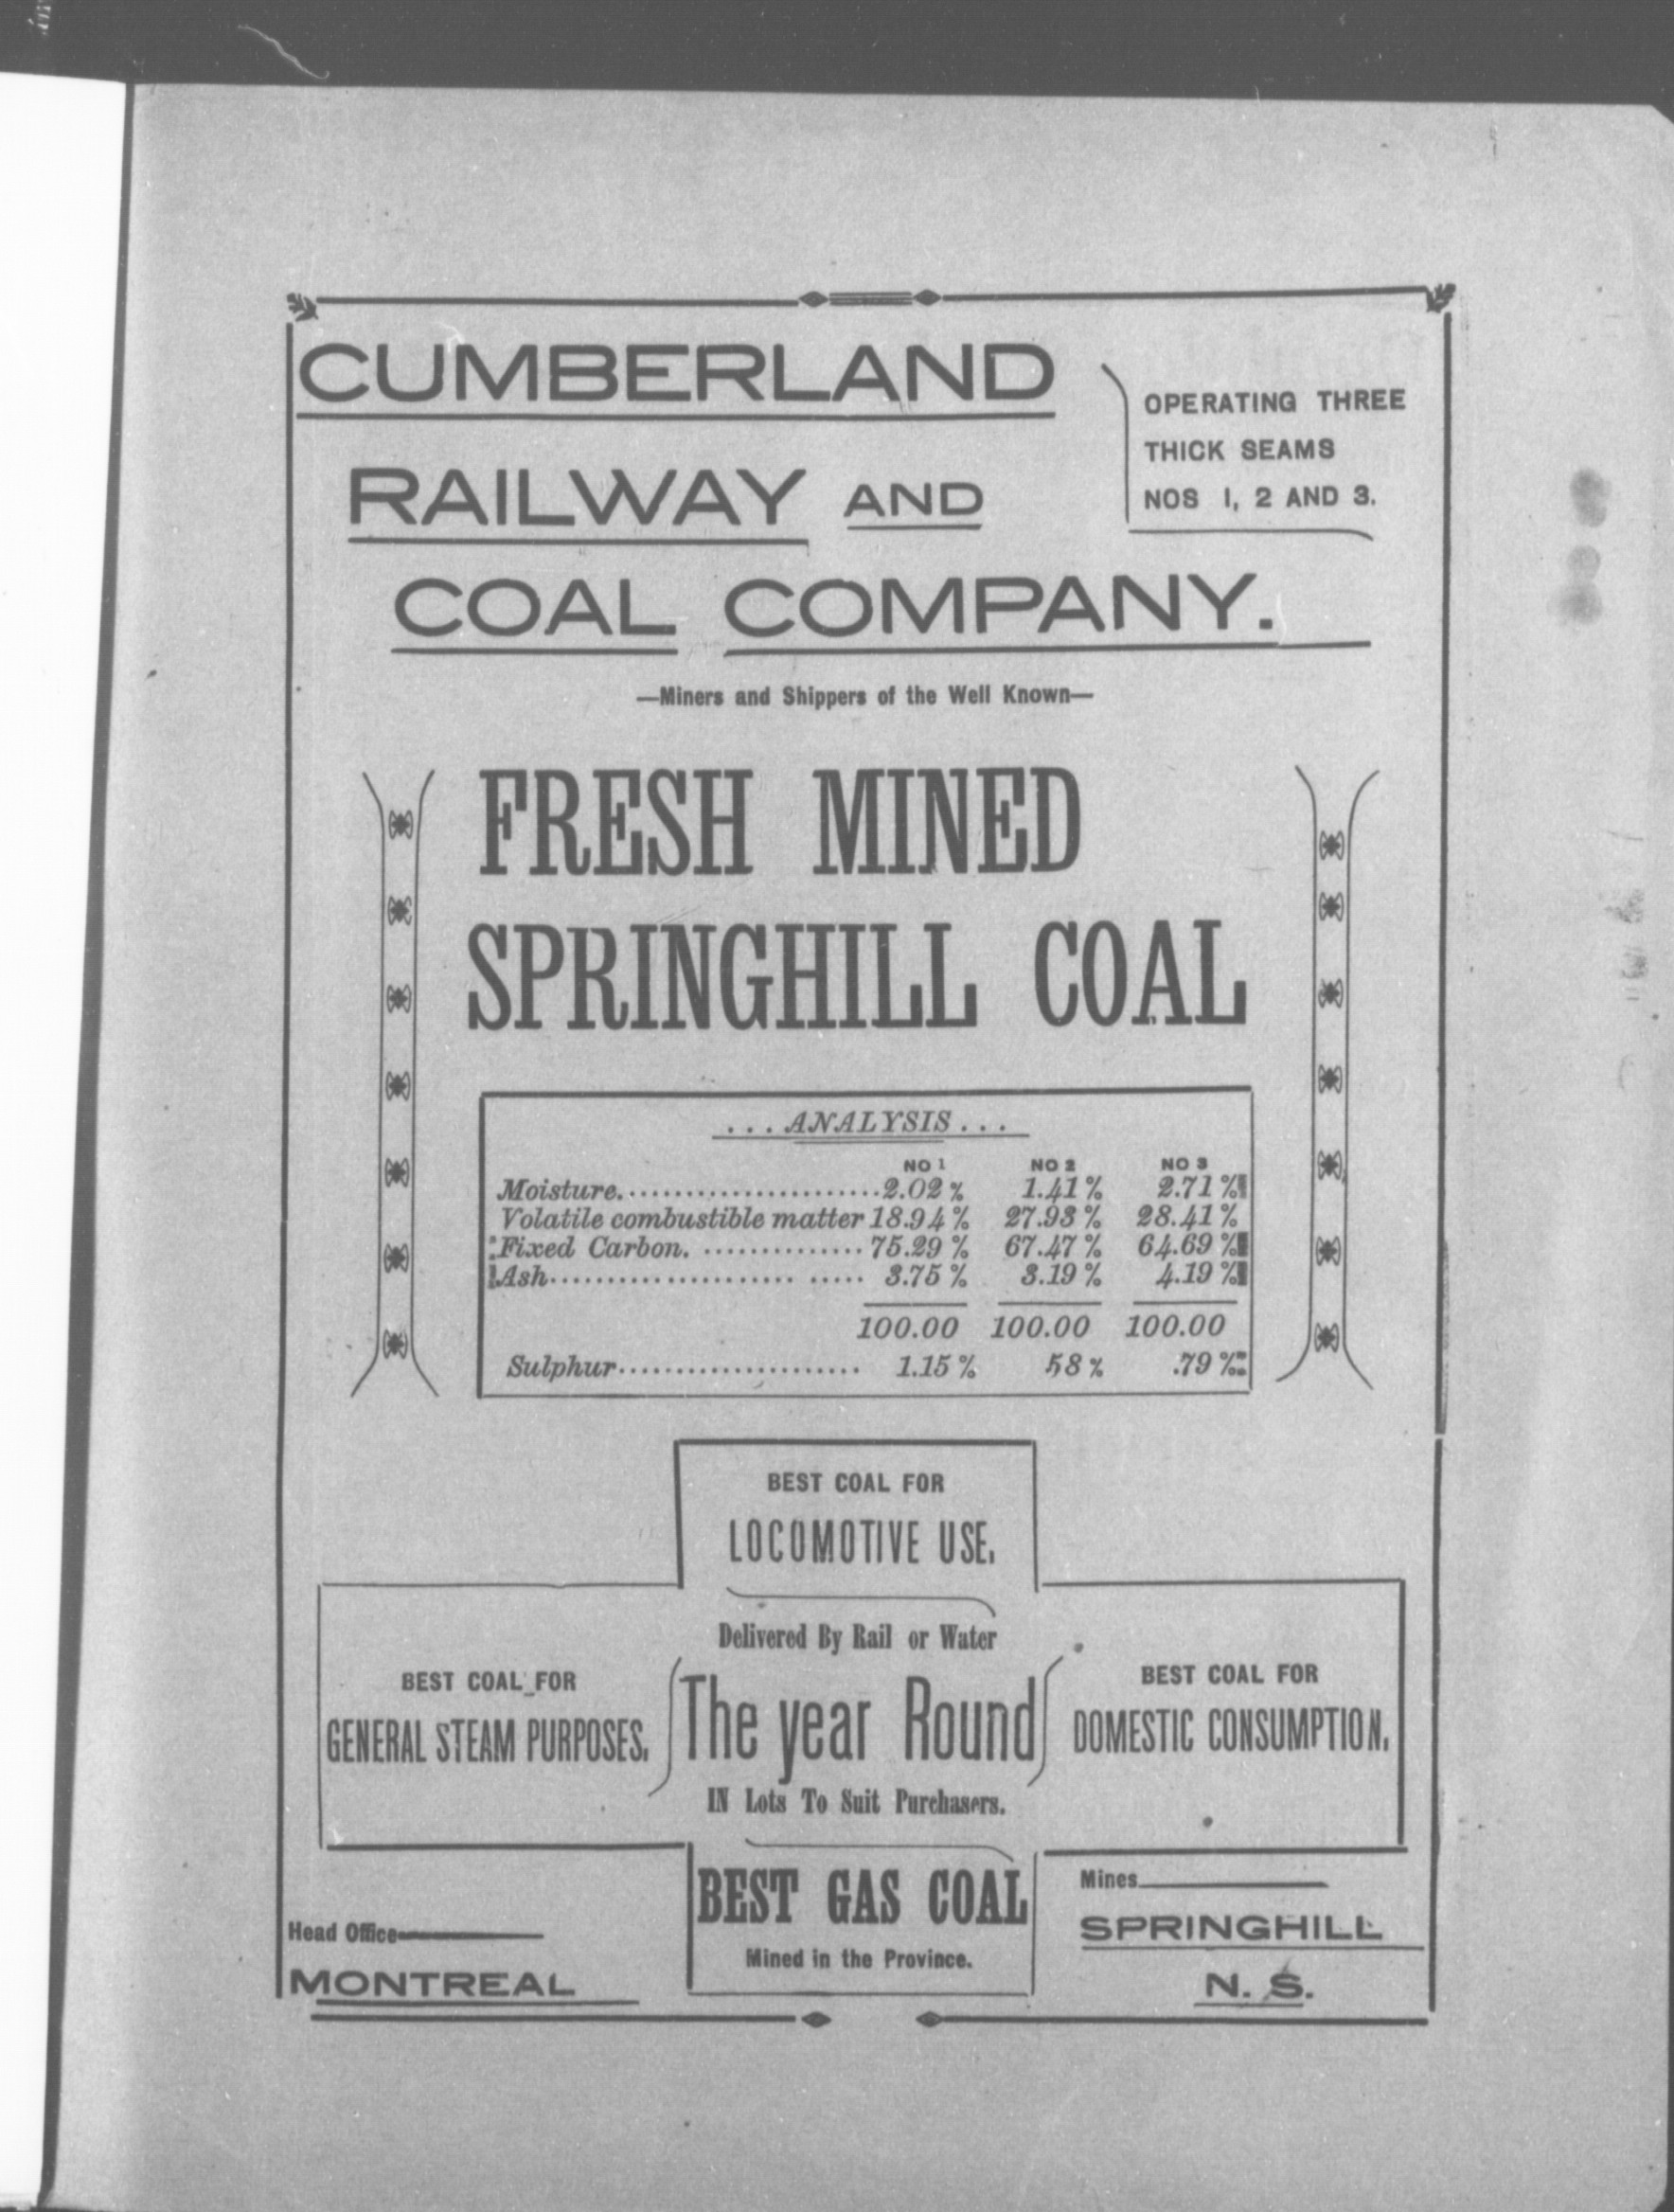 CUMBERLAND
RAILWAY AND
COAL COMPANY.
OPERATING THREE
THICK SEAMS
NOS 1, 2 AND 3.
—Miners and Shippers of the Well Known—
FRESH MINED
SPRINGHILL COAL
... ANALYSIS ...
NO 1 NO 2 NO 3
Moisture. ...................... 2.02 % 1.41 % 2.71 %
Volatile combustible matter 18.94 % 27.93 % 28.41 %
Fixed Carbon. .............. 75.29 % 67.47 % 64.69 %
Ash..................... ..... 3.75 % 3.19 % 4.19 %
100.00 100.00 100.00
Sulphur..................... 1.15 % 58 % .79 %
BEST COAL FOR
LOCOMOTIVE USE.
BEST COAL FOR
GENERAL STEAM PURPOSES.
Delivered By Rail or Water
The year Round
IN Lots To Suit Purchasers.
BEST COAL FOR
DOMESTIC CONSUMPTION.
BEST GAS COAL
Mined in the Province.
Head Office
MONTREAL
Mines
SPRINGHILL
N. S.